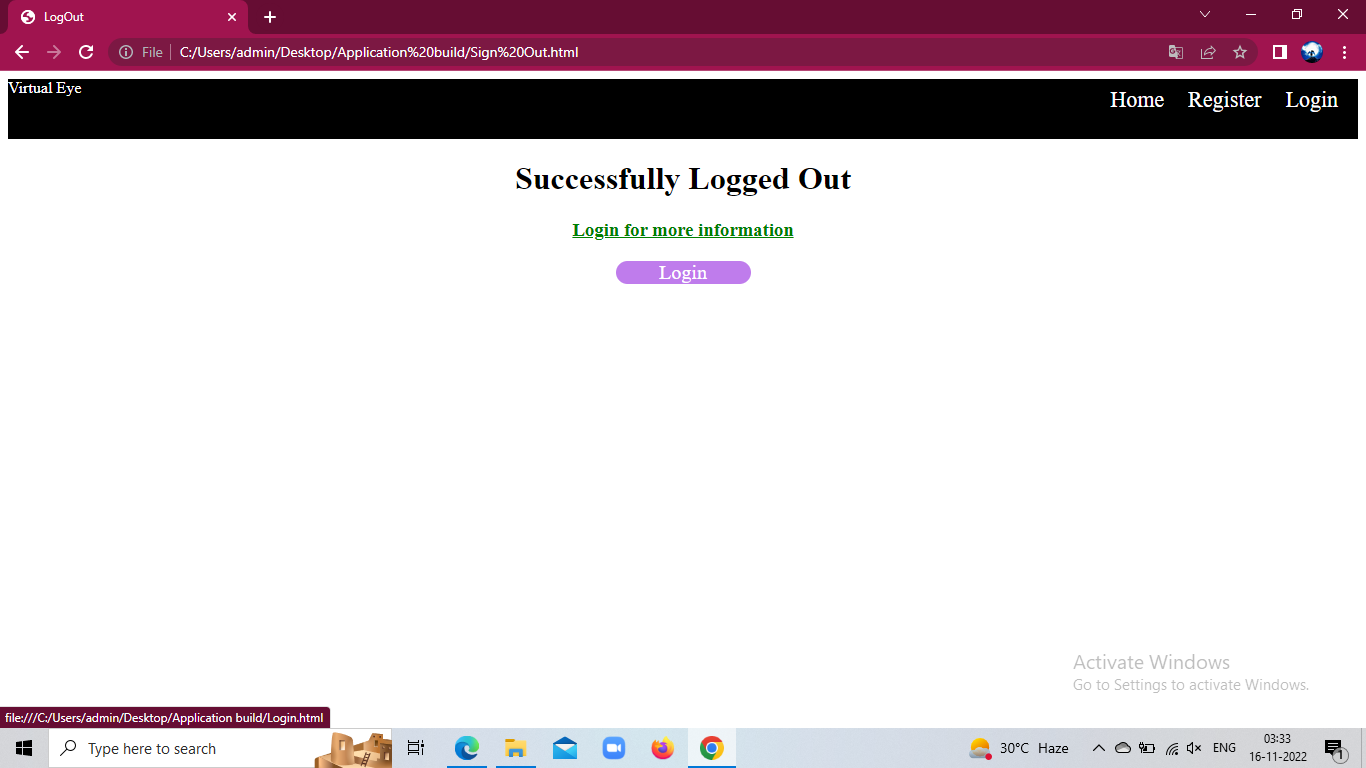 LogOut
File
C:/Users/admin/Desktop/Application%20build/Sign%20Out.html
Virtual Eye
Home Register Login
Successfully Logged Out
Login for more information
Login
Activate Windows
Go to Settings to activate Windows.
file:///C:/Users/admin/Desktop/Application build/Login.html
Type here to search
30°C Haze
ENG
03:33
16-11-2022
1